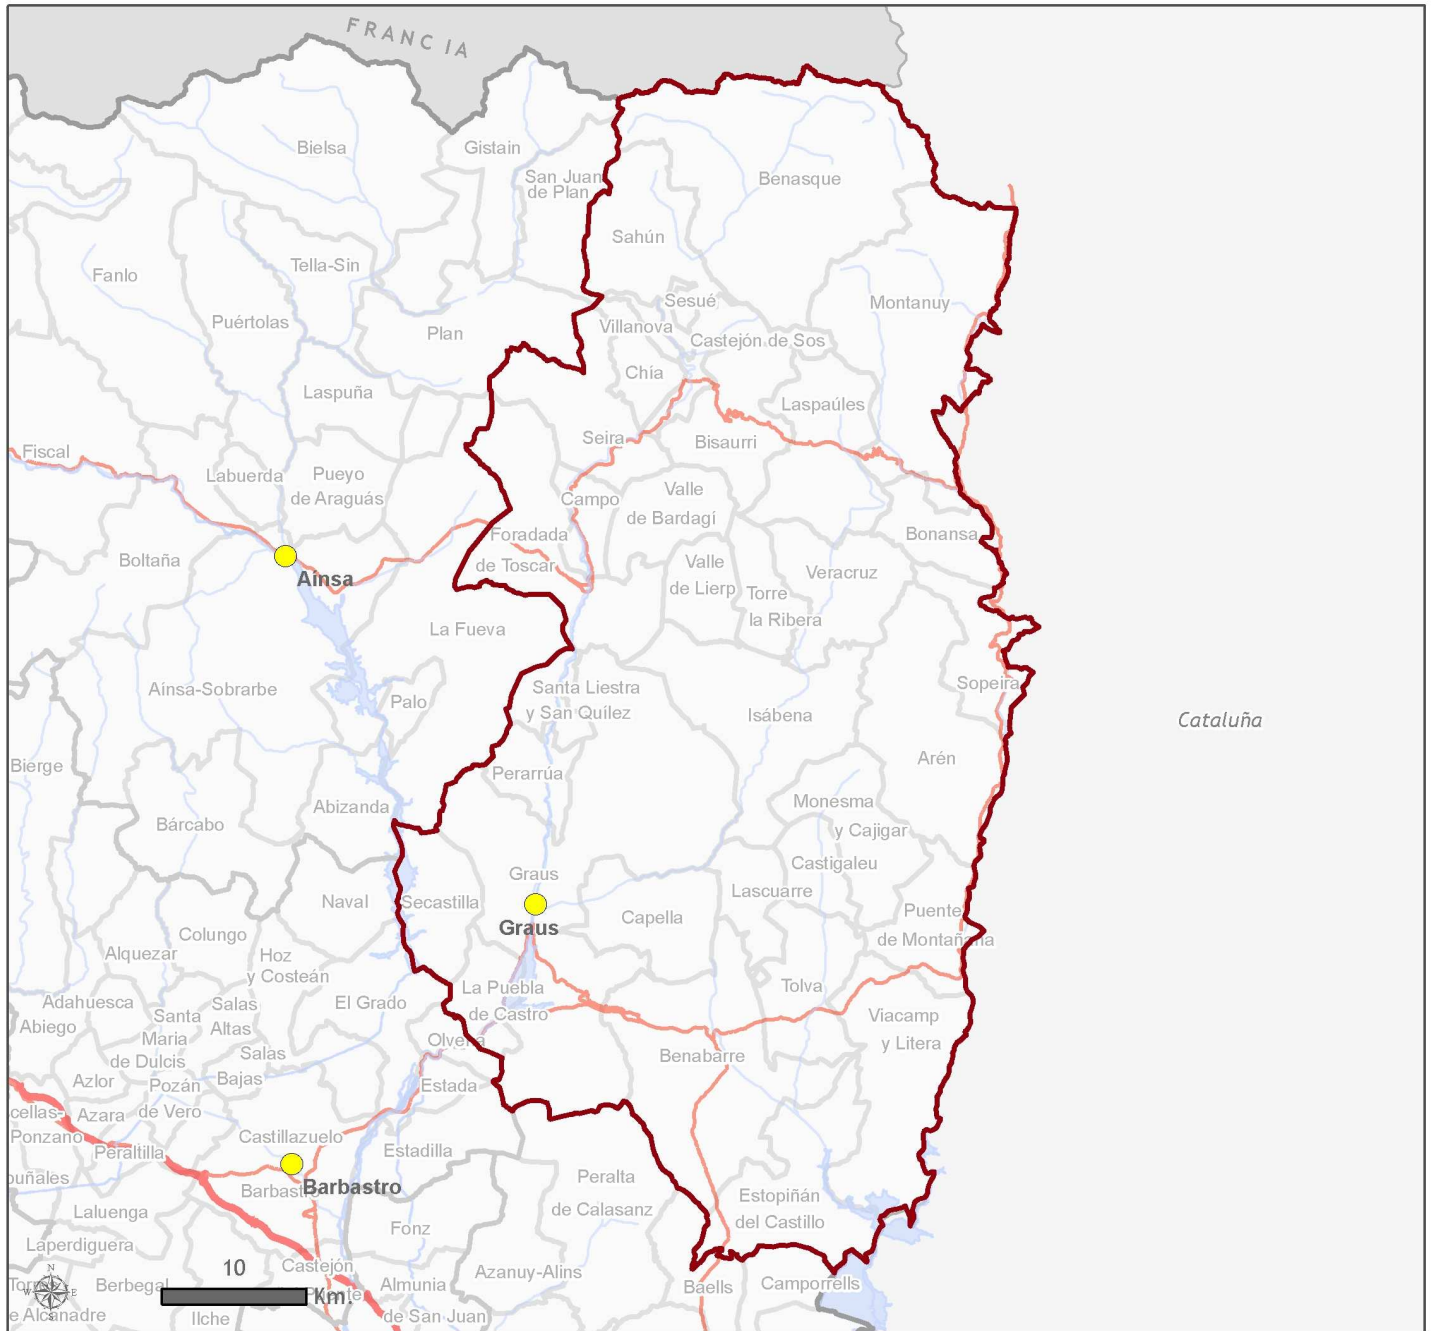 FRANCIA
Bielsa
Gistain
San Juan
de Plan
Benasque
Sahún
Fanlo
Tella-Sin
Puértolas
Plan
Sesué
Villanova
Castejón de Sos
Montanuy
Chía
Laspuña
Laspaúles
Seira
Bisaurri
Fiscal
Labuerda
Pueyo
de Araguás
Campo
Valle
de Bardagí
Foradada
de Toscar
Bonansa
Boltaña
Aínsa
Valle
de Lierp
Veracruz
Torre
la Ribera
La Fueva
Aínsa-Sobrarbe
Palo
Santa Liestra
y San Quílez
Isábena
Sopeira
Cataluña
Bierge
Perarrúa
Arén
Abizanda
Bárcabo
Monesma
y Cajigar
Castigaleu
Graus
Graus
Naval
Secastilla
Lascuarre
Capella
Puente
de Montañana
Colungo
Alquezar
Hoz
y Costeán
La Puebla
de Castro
Tolva
Adahuesca
Abiego
Santa
Maria
de Dulcis
Salas
Altas
El Grado
Viacamp
y Litera
Olvena
Benabarre
Salas
Bajas
Azlor
Pozán
de Vero
Estada
cellas-
Ponzano
Azara
Castillazuelo
Peraltilla
Estadilla
buñales
Barbastro
Barbastro
Peralta
de Calasanz
Estopiñán
del Castillo
Laluenga
Fonz
Laperdiguera
Castejón
Puente
Azanuy-Alins
Baells
Camporrells
Berbegal
10
Km.
Almunia
de San Juan
N
W
E
S
e Alcanadre
Ilche